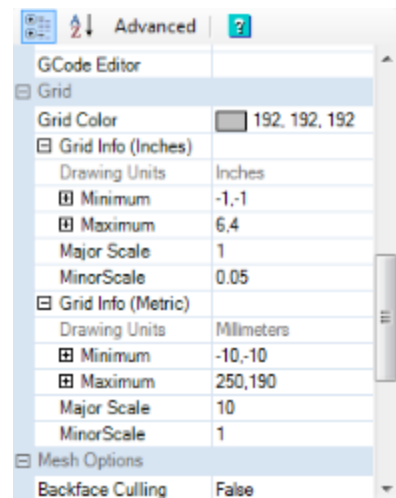 Advanced
GCode Editor
Grid
Grid Color 192, 192, 192
Grid Info (Inches)
Drawing Units Inches
Minimum -1,-1
Maximum 6,4
Major Scale 1
MinorScale 0.05
Grid Info (Metric)
Drawing Units Millimeters
Minimum -10,-10
Maximum 250,190
Major Scale 10
MinorScale 1
Mesh Options
Backface Culling False